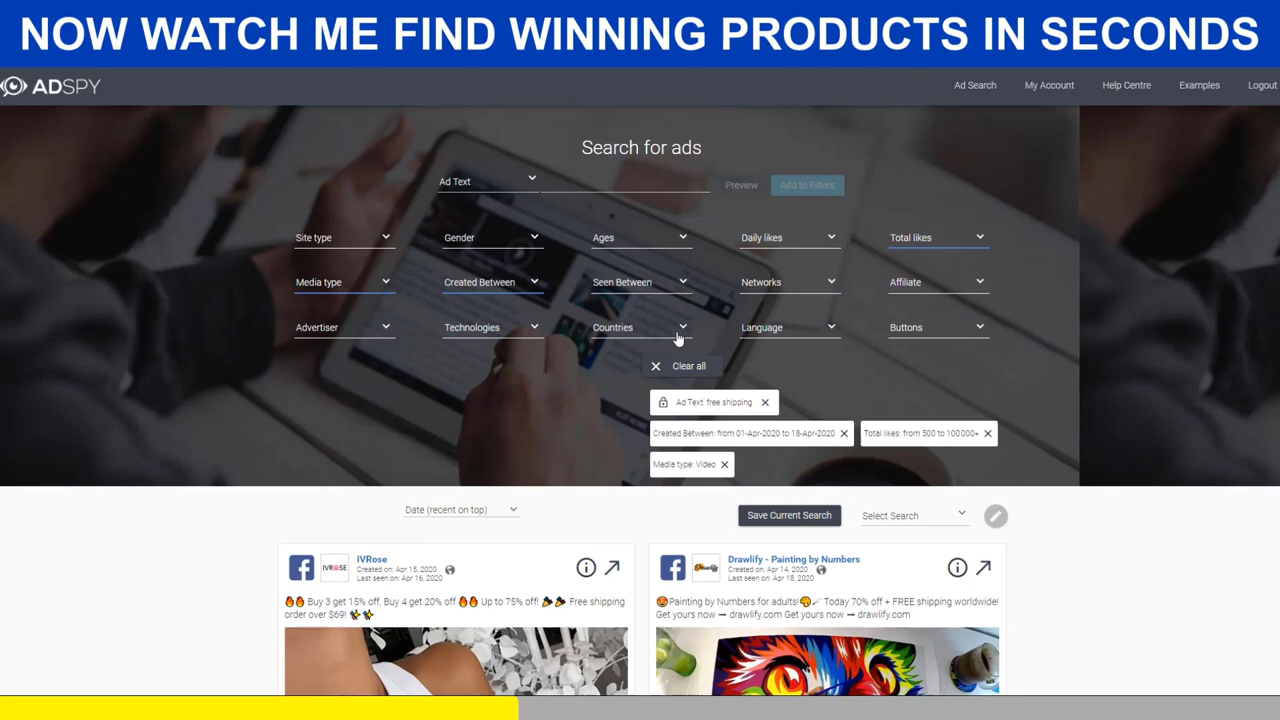 NOW WATCH ME FIND WINNING PRODUCTS IN SECONDS
ADSPY
Ad Search
My Account
Help Centre
Examples
Logout
Search for ads
Ad Text
Preview
Add to Filters
Site type
Gender
Ages
Daily likes
Total likes
Media type
Created Between
Seen Between
Networks
Affiliate
Advertiser
Technologies
Countries
Language
Buttons
Clear all
Ad Text: free shipping
Created Between: from 01-Apr-2020 to 18-Apr-2020
Total likes: from 500 to 100000+
Media type: Video
Date (recent on top)
Save Current Search
Select Search
IVROSE
IVRose
Created on: Apr 15, 2020
Last seen on: Apr 16, 2020
🔥🔥 Buy 3 get 15% off, Buy 4 get 20% off 🔥🔥 Up to 75% off! 🎉🎉 Free shipping
order over $69! ✨✨
Drawlify
Drawlify - Painting by Numbers
Created on: Apr 14, 2020
Last seen on: Apr 18, 2020
🤩Painting by Numbers for adults!🎨🖌 Today 70% off + FREE shipping worldwide!
Get yours now ➞ drawlify.com Get yours now ➞ drawlify.com